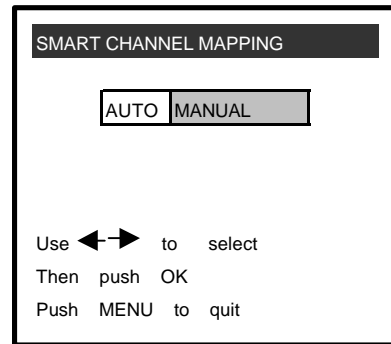 SMART CHANNEL MAPPING
AUTO MANUAL
Use ◄-► to select
Then push OK
Push MENU to quit